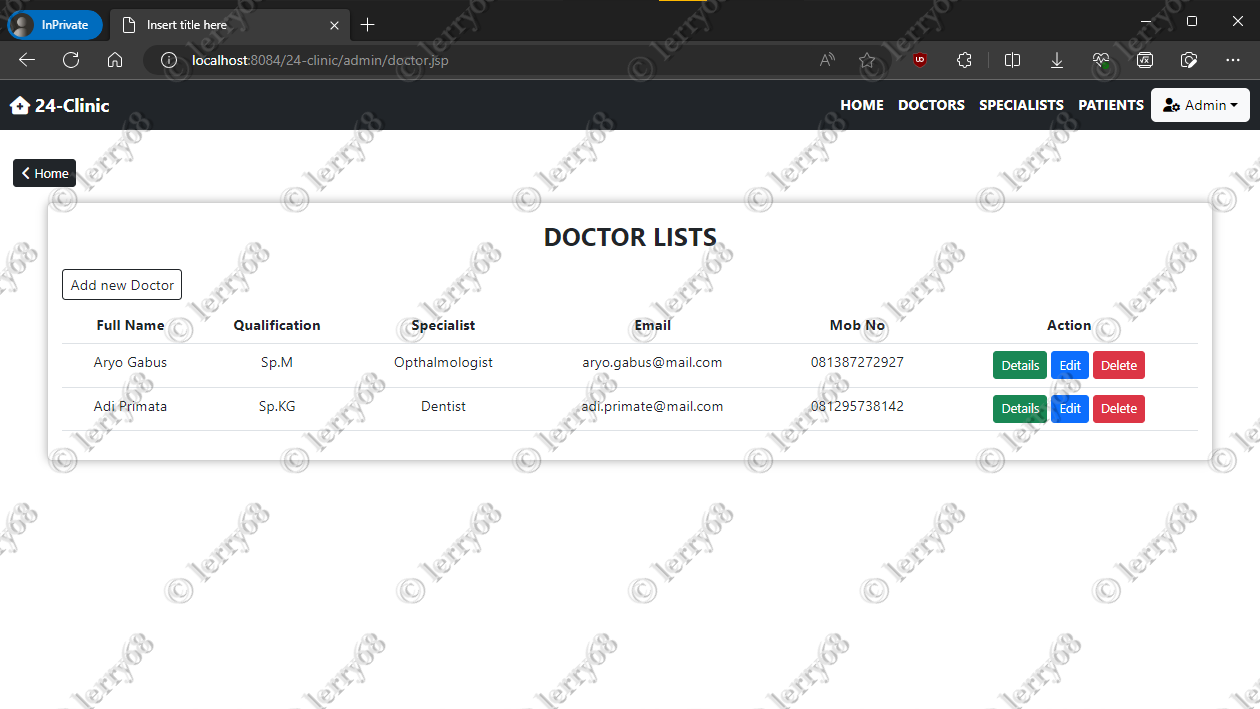 InPrivate
Insert title here
localhost:8084/24-clinic/admin/doctor.jsp
24-Clinic
HOME DOCTORS SPECIALISTS PATIENTS Admin
Home
DOCTOR LISTS
Add new Doctor
Full Name Qualification Specialist Email Mob No Action
Aryo Gabus Sp.M Opthalmologist aryo.gabus@mail.com 081387272927 Details Edit Delete
Adi Primata Sp.KG Dentist adi.primate@mail.com 081295738142 Details Edit Delete
© lerry68